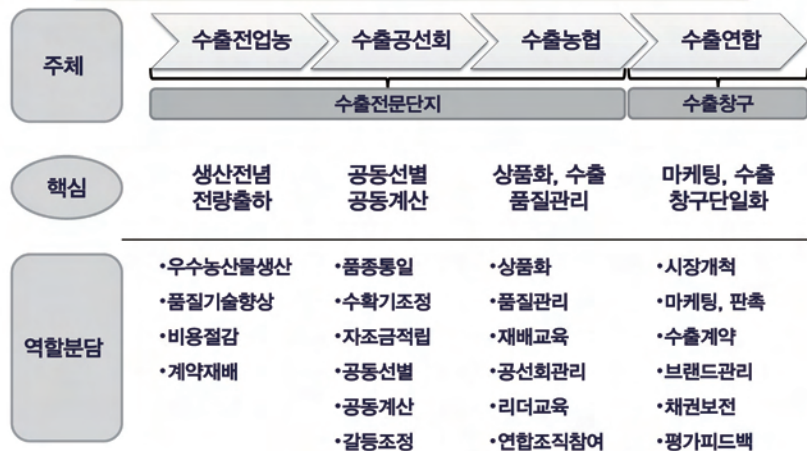 주체
수출전업농
수출공선회
수출농협
수출연합
수출전문단지
수출창구
핵심
생산전념
전량출하
공동선별
공동계산
상품화, 수출
품질관리
마케팅, 수출
창구단일화
역할분담
•우수농산물생산
•품질기술향상
•비용절감
•계약재배
•품종통일
•수확기조정
•자조금적립
•공동선별
•공동계산
•갈등조정
•상품화
•품질관리
•재배교육
•공선회관리
•리더교육
•연합조직참여
•시장개척
•마케팅, 판촉
•수출계약
•브랜드관리
•채권보전
•평가피드백